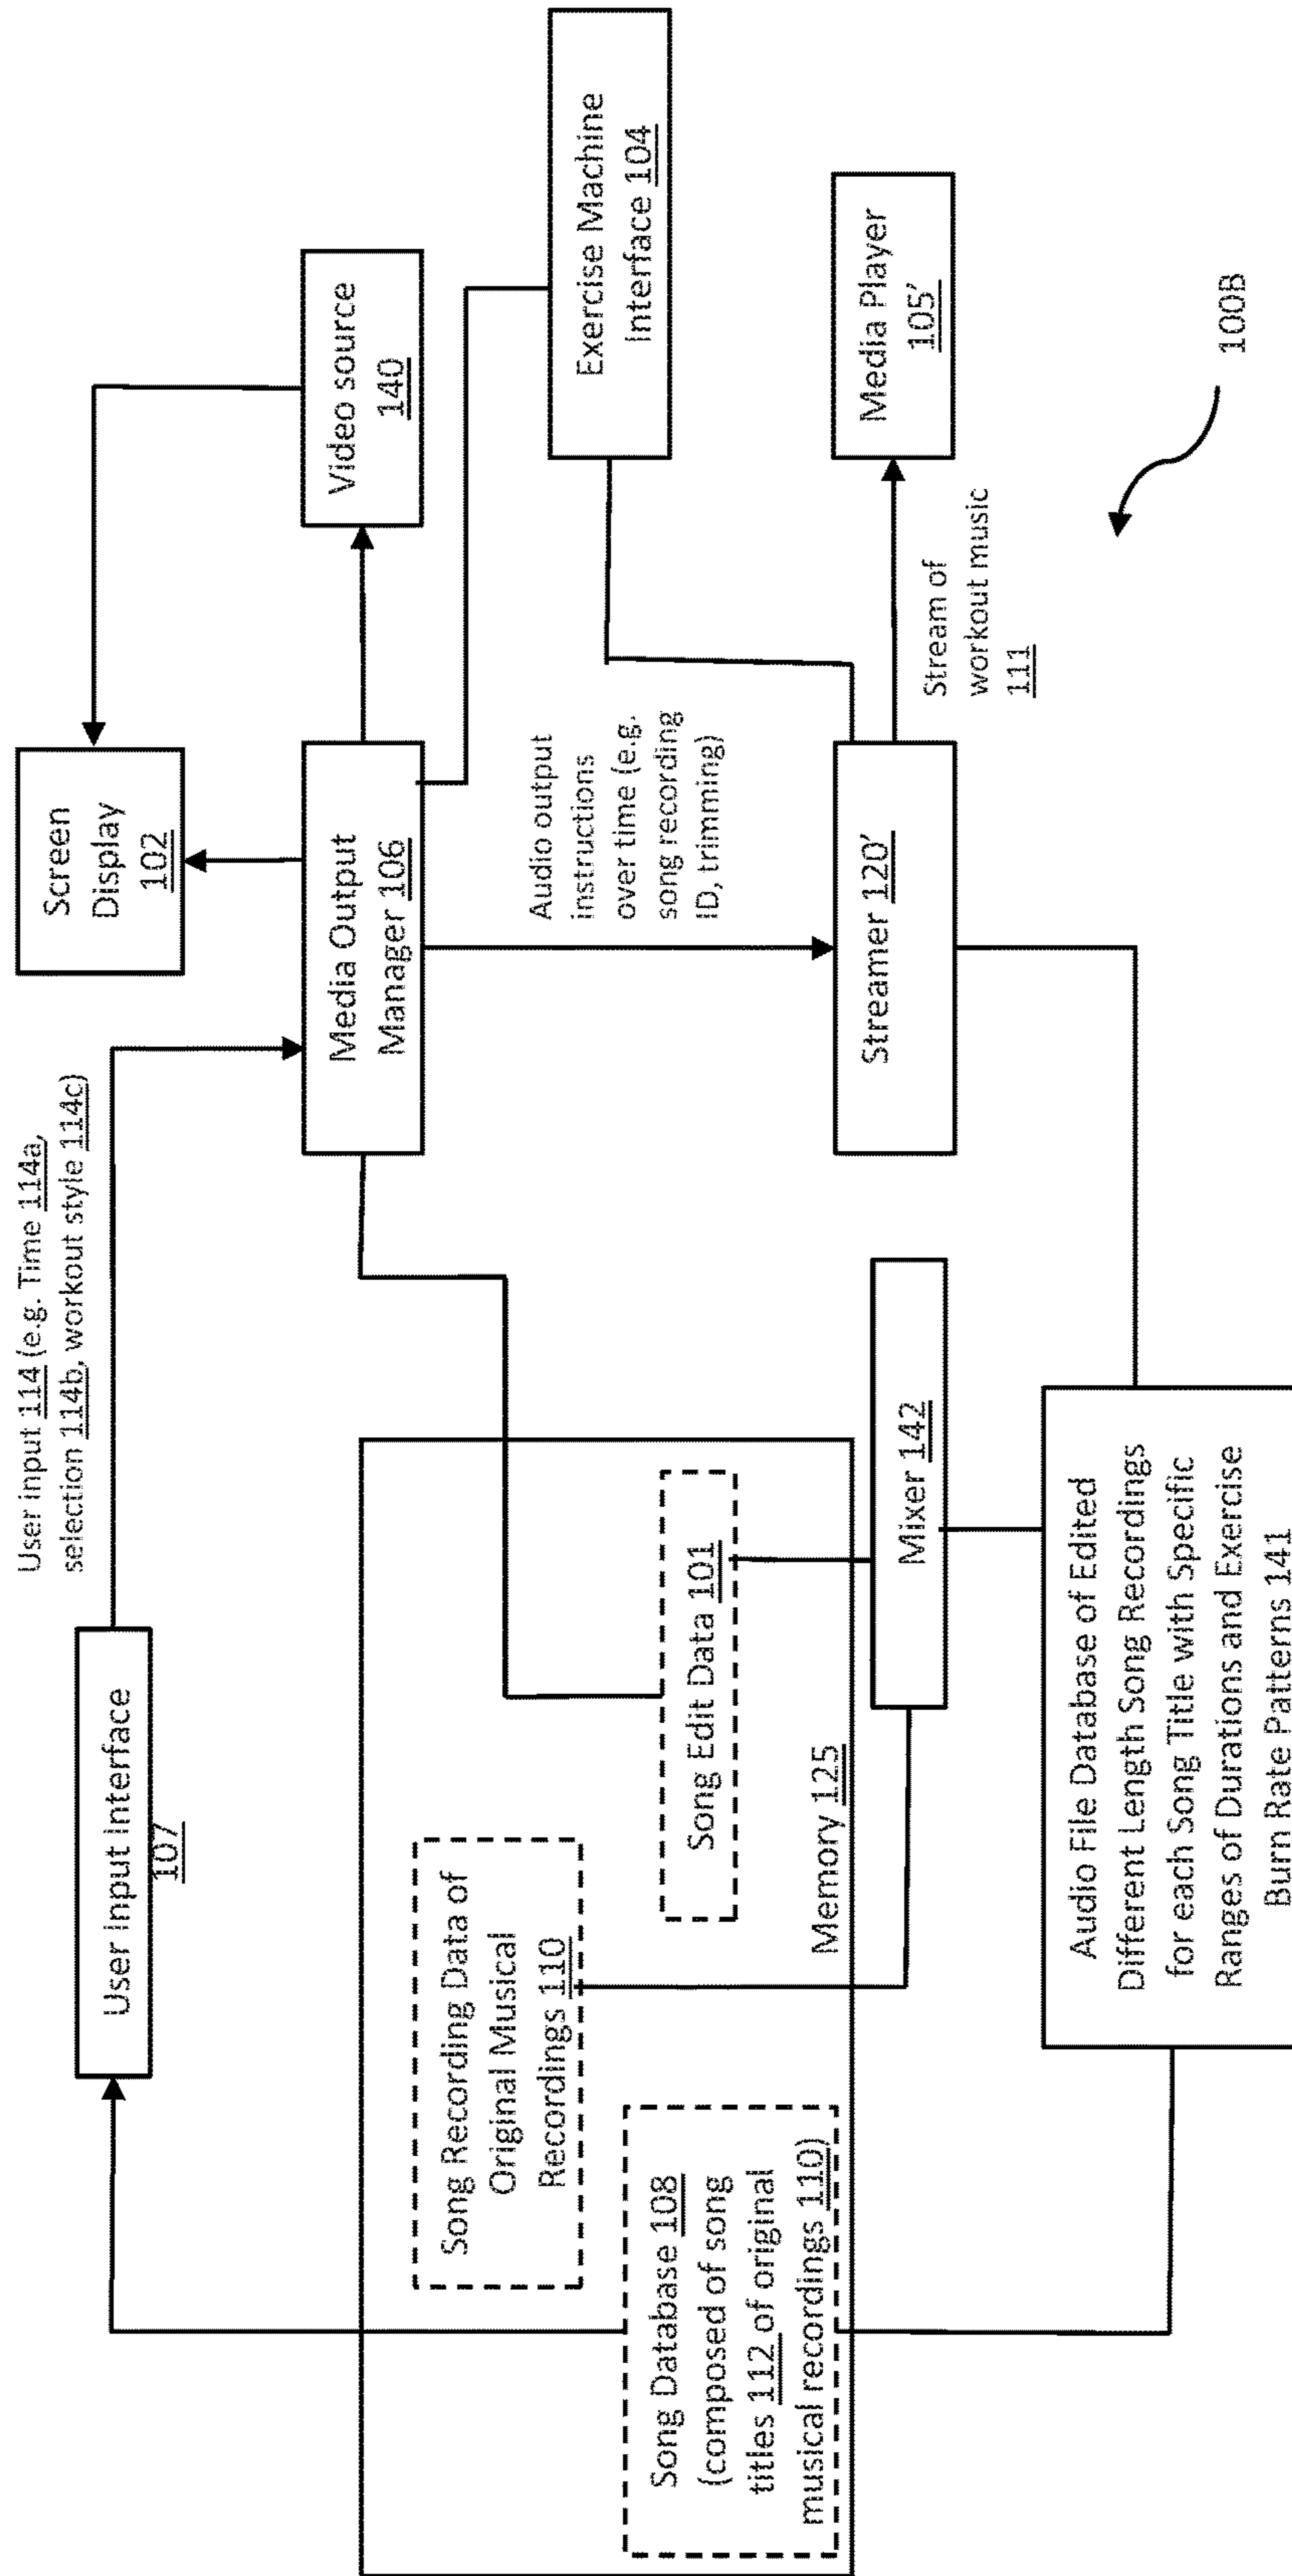 User input 114 (e.g. Time 114a,
selection 114b, workout style 114c)
User Input Interface
107
Screen
Display
102
Media Output
Manager 106
Video source
140
Exercise Machine
Interface 104
Song Recording Data of
Original Musical
Recordings 110
Song Database 108
(composed of song
titles 112 of original
musical recordings 110)
Song Edit Data 101
Memory 125
Mixer 142
Audio output
instructions
over time (e.g.
song recording
ID, trimming)
Streamer 120'
Stream of
workout music
111
Media Player
105'
Audio File Database of Edited
Different Length Song Recordings
for each Song Title with Specific
Ranges of Durations and Exercise
Burn Rate Patterns 141
100B